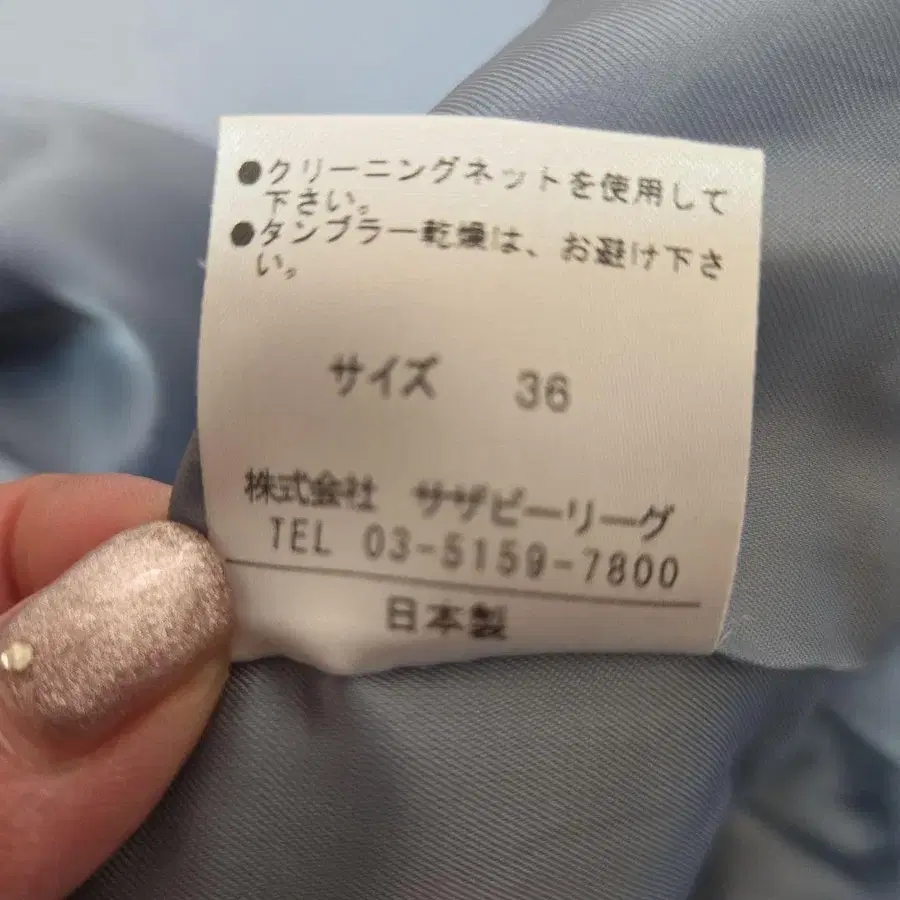 ●クリーニングネットを使用して
下さい。
●タンブラー乾燥は、お避け下さ
い。
サイズ 36
株式会社 サザビーリーグ
TEL 03-5159-7800
日本製